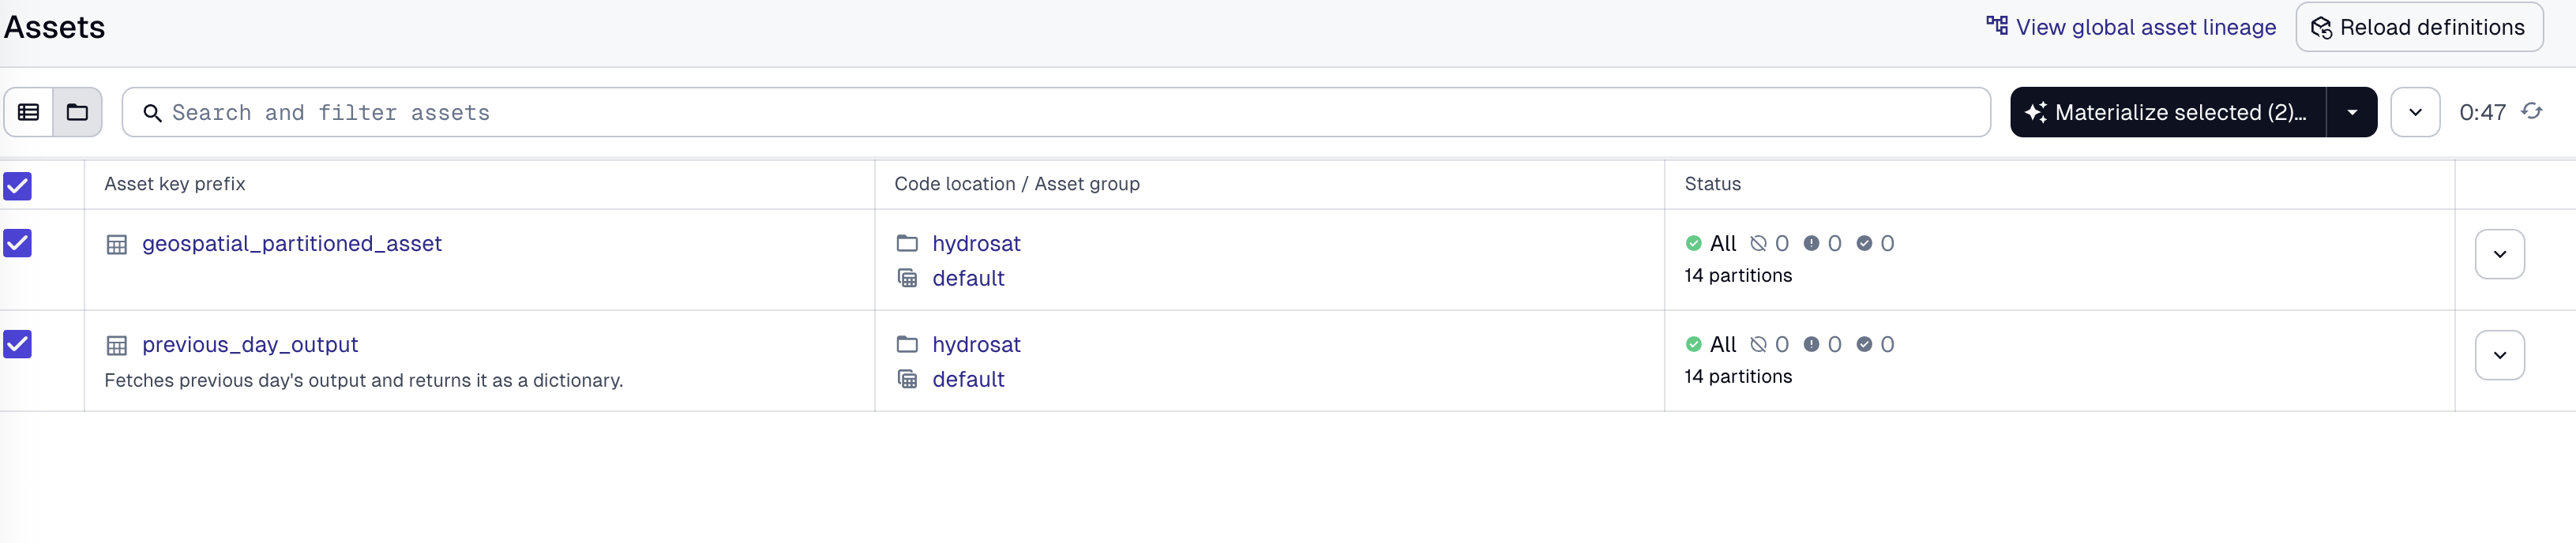 Assets
View global asset lineage
Reload definitions
Search and filter assets
Materialize selected (2)...
0:47
Asset key prefix
Code location / Asset group
Status
geospatial_partitioned_asset
hydrosat
default
All 0 0 0
14 partitions
previous_day_output
Fetches previous day's output and returns it as a dictionary.
hydrosat
default
All 0 0 0
14 partitions